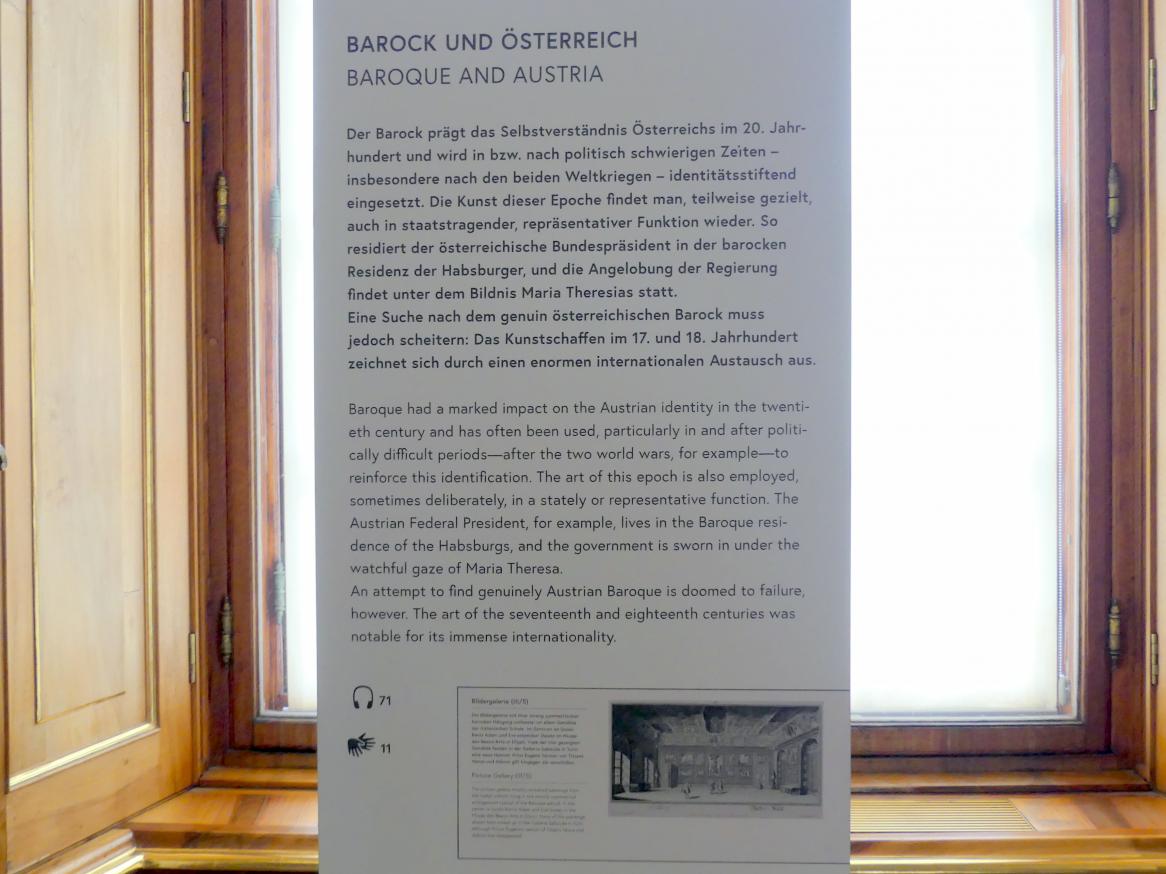 BAROCK UND ÖSTERREICH
BAROQUE AND AUSTRIA
Der Barock prägt das Selbstverständnis Österreichs im 20. Jahr-
hundert und wird in bzw. nach politisch schwierigen Zeiten –
insbesondere nach den beiden Weltkriegen – identitätsstiftend
eingesetzt. Die Kunst dieser Epoche findet man, teilweise gezielt,
auch in staatstragender, repräsentativer Funktion wieder. So
residiert der österreichische Bundespräsident in der barocken
Residenz der Habsburger, und die Angelobung der Regierung
findet unter dem Bildnis Maria Theresias statt.
Eine Suche nach dem genuin österreichischen Barock muss
jedoch scheitern: Das Kunstschaffen im 17. und 18. Jahrhundert
zeichnet sich durch einen enormen internationalen Austausch aus.
Baroque had a marked impact on the Austrian identity in the twenti-
eth century and has often been used, particularly in and after politi-
cally difficult periods—after the two world wars, for example—to
reinforce this identification. The art of this epoch is also employed,
sometimes deliberately, in a stately or representative function. The
Austrian Federal President, for example, lives in the Baroque resi-
dence of the Habsburgs, and the government is sworn in under the
watchful gaze of Maria Theresa.
An attempt to find genuinely Austrian Baroque is doomed to failure,
however. The art of the seventeenth and eighteenth centuries was
notable for its immense internationality.
71
11
Bildergalerie (III/5)
Picture Gallery (III/5)